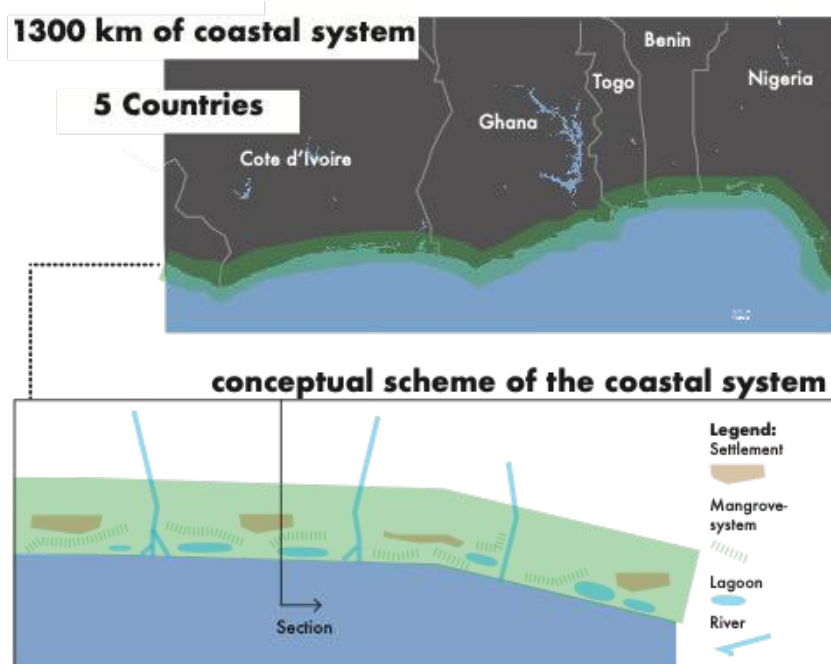 1300 km of coastal system
5 Countries
Cote d'Ivoire
Ghana
Togo
Benin
Nigeria
conceptual scheme of the coastal system
Section
Legend:
Settlement
Mangrove-
system
Lagoon
River